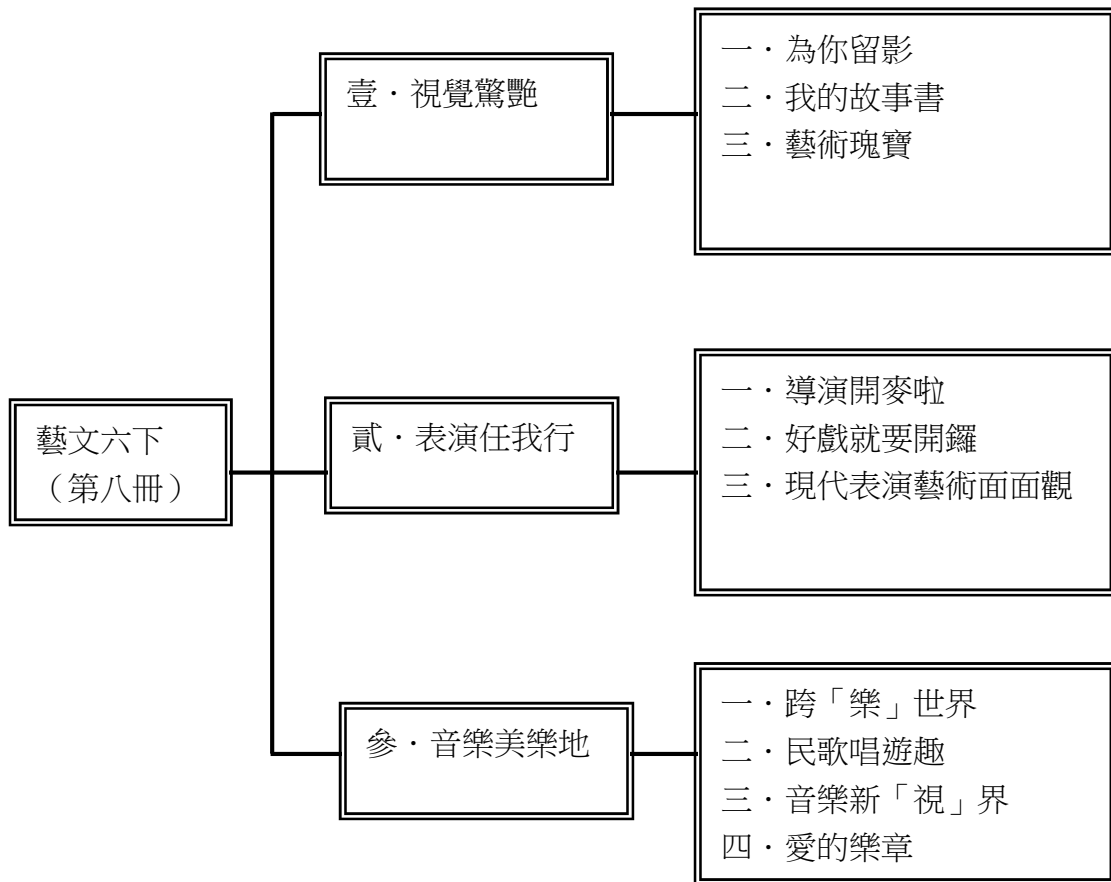 藝文六下
（第八冊）
壹．視覺驚艷
一．為你留影
二．我的故事書
三．藝術瑰寶
貳．表演任我行
一．導演開麥啦
二．好戲就要開鑼
三．現代表演藝術面面觀
參．音樂美樂地
一．跨「樂」世界
二．民歌唱遊趣
三．音樂新「視」界
四．愛的樂章